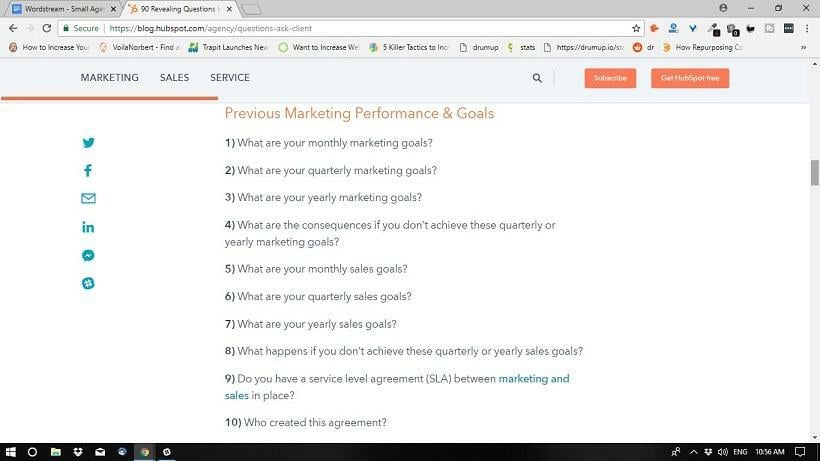 Wordstream - Small Age
90 Revealing Questions t
Secure
https://blog.hubspot.com/agency/questions-ask-client
How to Increase Your
VoilaNorbert - Find a
Trapit Launches New
Want to Increase We
5 Killer Tactics to Inc
drumup
stats
https://drumup.io/sta
dr
How Repurposing Co
MARKETING
SALES
SERVICE
Subscribe
Get HubSpot free
Previous Marketing Performance & Goals
1) What are your monthly marketing goals?
2) What are your quarterly marketing goals?
3) What are your yearly marketing goals?
4) What are the consequences if you don't achieve these quarterly or
yearly marketing goals?
5) What are your monthly sales goals?
6) What are your quarterly sales goals?
7) What are your yearly sales goals?
8) What happens if you don't achieve these quarterly or yearly sales goals?
9) Do you have a service level agreement (SLA) between marketing and
sales in place?
10) Who created this agreement?
ENG
10:56 AM